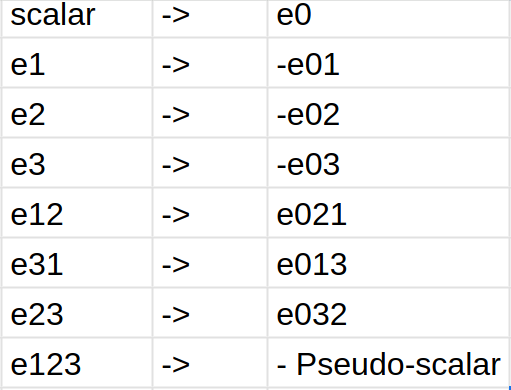 scalar -> e0
e1 -> -e01
e2 -> -e02
e3 -> -e03
e12 -> e021
e31 -> e013
e23 -> e032
e123 -> - Pseudo-scalar